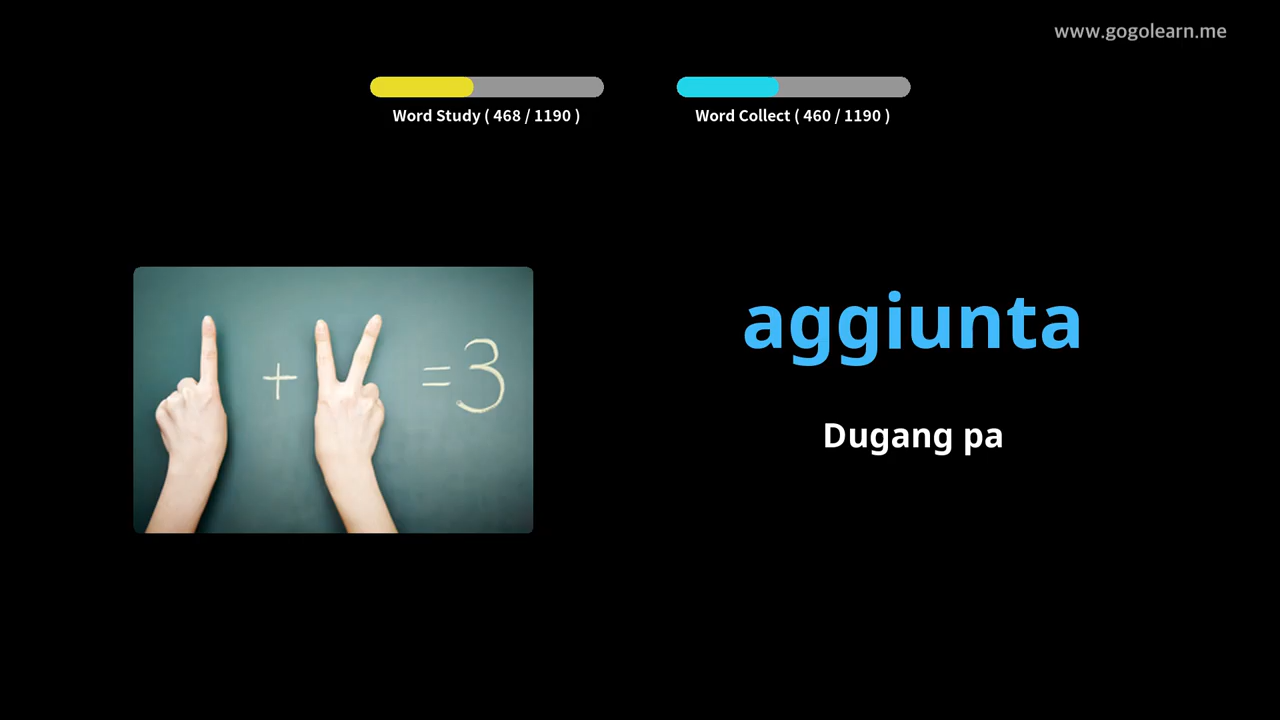 www.gogolearn.me
Word Study ( 468 / 1190 )
Word Collect ( 460 / 1190 )
+ = 3
aggiunta
Dugang pa